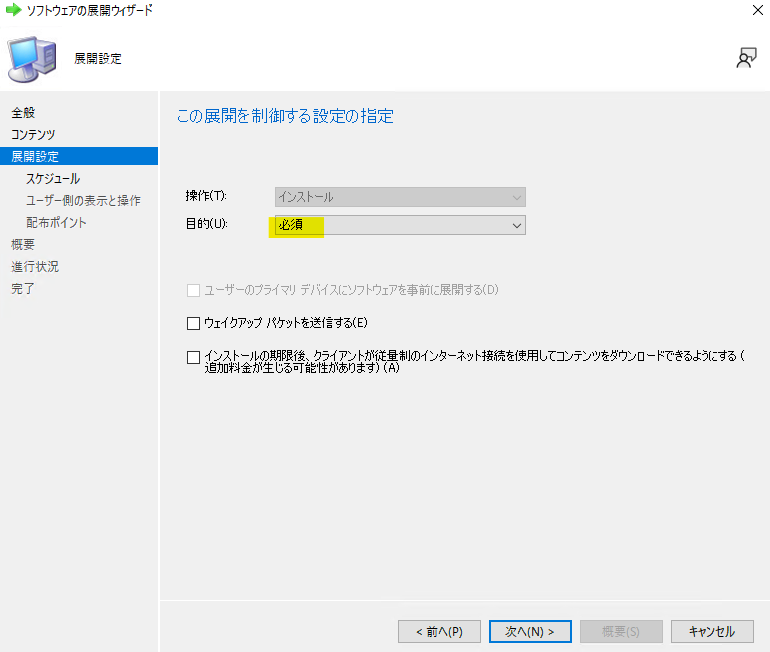 ソフトウェアの展開ウィザード
展開設定
全般
コンテンツ
展開設定
スケジュール
ユーザー側の表示と操作
配布ポイント
概要
進行状況
完了
この展開を制御する設定の指定
操作(T): インストール
目的(U): 必須
ユーザーのプライマリ デバイスにソフトウェアを事前に展開する(D)
ウェイクアップ パケットを送信する(E)
インストールの期限後、クライアントが従量制のインターネット接続を使用してコンテンツをダウンロードできるようにする (
追加料金が生じる可能性があります) (A)
< 前へ(P) 次へ(N) > 概要(S) キャンセル